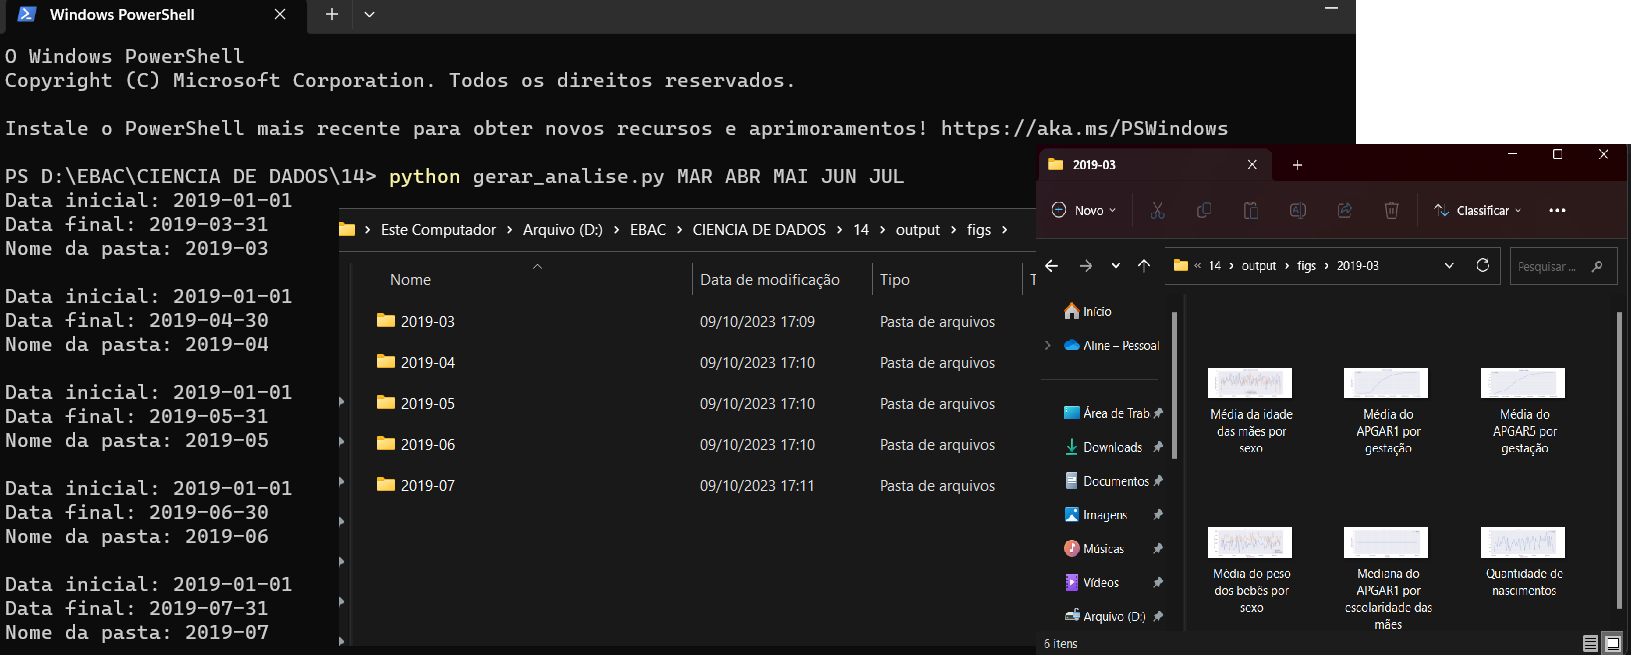 Windows PowerShell
O Windows PowerShell
Copyright (C) Microsoft Corporation. Todos os direitos reservados.
Instale o PowerShell mais recente para obter novos recursos e aprimoramentos! https://aka.ms/PSWindows
PS D:\EBAC\CIENCIA DE DADOS\14> python gerar_analise.py MAR ABR MAI JUN JUL
Data inicial: 2019-01-01
Data final: 2019-03-31
Nome da pasta: 2019-03
Data inicial: 2019-01-01
Data final: 2019-04-30
Nome da pasta: 2019-04
Data inicial: 2019-01-01
Data final: 2019-05-31
Nome da pasta: 2019-05
Data inicial: 2019-01-01
Data final: 2019-06-30
Nome da pasta: 2019-06
Data inicial: 2019-01-01
Data final: 2019-07-31
Nome da pasta: 2019-07
Este Computador > Arquivo (D:) > EBAC > CIENCIA DE DADOS > 14 > output > figs >
Nome Data de modificação Tipo T
2019-03 09/10/2023 17:09 Pasta de arquivos
2019-04 09/10/2023 17:10 Pasta de arquivos
2019-05 09/10/2023 17:10 Pasta de arquivos
2019-06 09/10/2023 17:10 Pasta de arquivos
2019-07 09/10/2023 17:11 Pasta de arquivos
2019-03
Novo
Classificar
« 14 > output > figs > 2019-03
Pesquisar ...
Início
Aline – Pessoal
Área de Trab
Downloads
Documentos
Imagens
Músicas
Vídeos
Arquivo (D:)
Média da idade
das mães por
sexo
Média do
APGAR1 por
gestação
Média do
APGAR5 por
gestação
Média do peso
dos bebês por
sexo
Mediana do
APGAR1 por
escolaridade das
mães
Quantidade de
nascimentos
6 itens